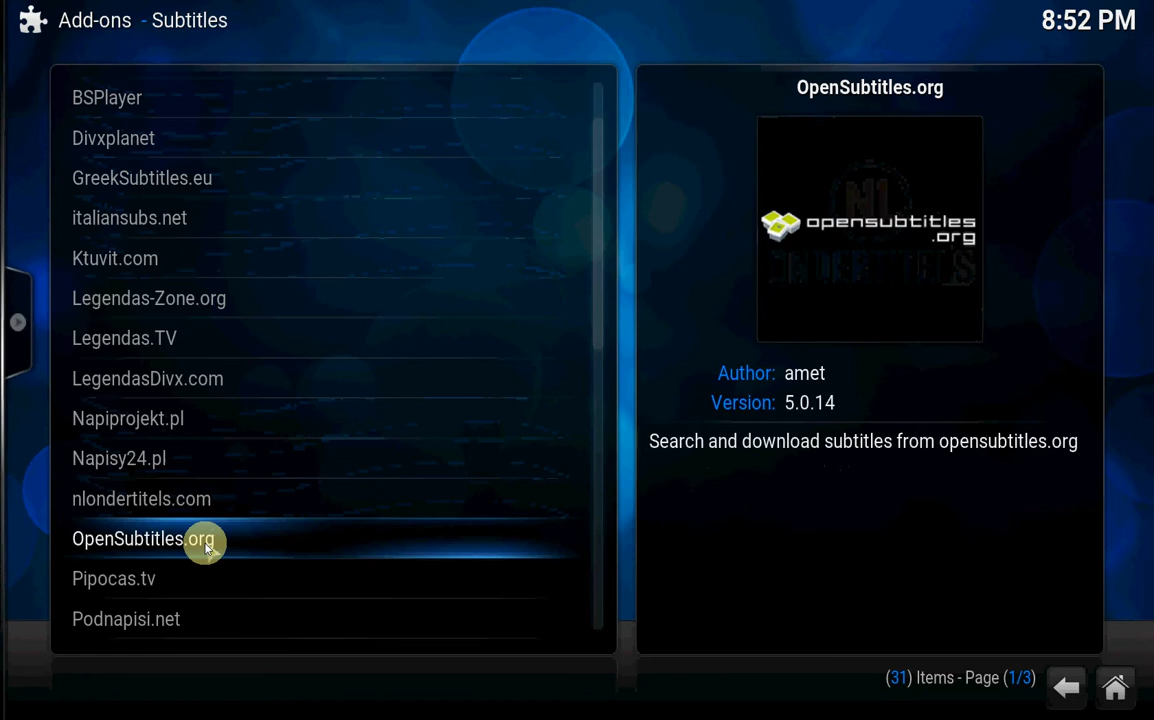 Add-ons - Subtitles
8:52 PM
BSPlayer
Divxplanet
GreekSubtitles.eu
italiansubs.net
Ktuvit.com
Legendas-Zone.org
Legendas.TV
LegendasDivx.com
Napiprojekt.pl
Napisy24.pl
nlondertitels.com
OpenSubtitles.org
Pipocas.tv
Podnapisi.net
OpenSubtitles.org
opensubtitles
.org
Author: amet
Version: 5.0.14
Search and download subtitles from opensubtitles.org
(31) Items - Page (1/3)